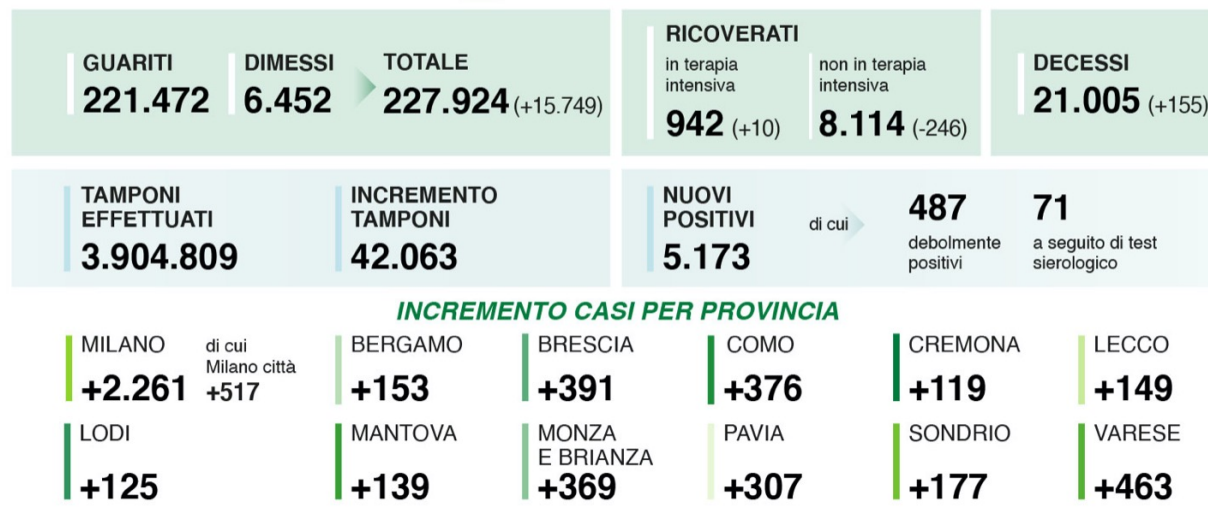 GUARITI
221.472
DIMESSI
6.452
TOTALE
227.924 (+15.749)
RICOVERATI
in terapia
intensiva
942 (+10)
non in terapia
intensiva
8.114 (-246)
DECESSI
21.005 (+155)
TAMPONI
EFFETTUATI
3.904.809
INCREMENTO
TAMPONI
42.063
NUOVI
POSITIVI
5.173
di cui
487
debolmente
positivi
71
a seguito di test
sierologico
INCREMENTO CASI PER PROVINCIA
MILANO
+2.261
di cui
Milano città
+517
BERGAMO
+153
BRESCIA
+391
COMO
+376
CREMONA
+119
LECCO
+149
LODI
+125
MANTOVA
+139
MONZA
E BRIANZA
+369
PAVIA
+307
SONDRIO
+177
VARESE
+463